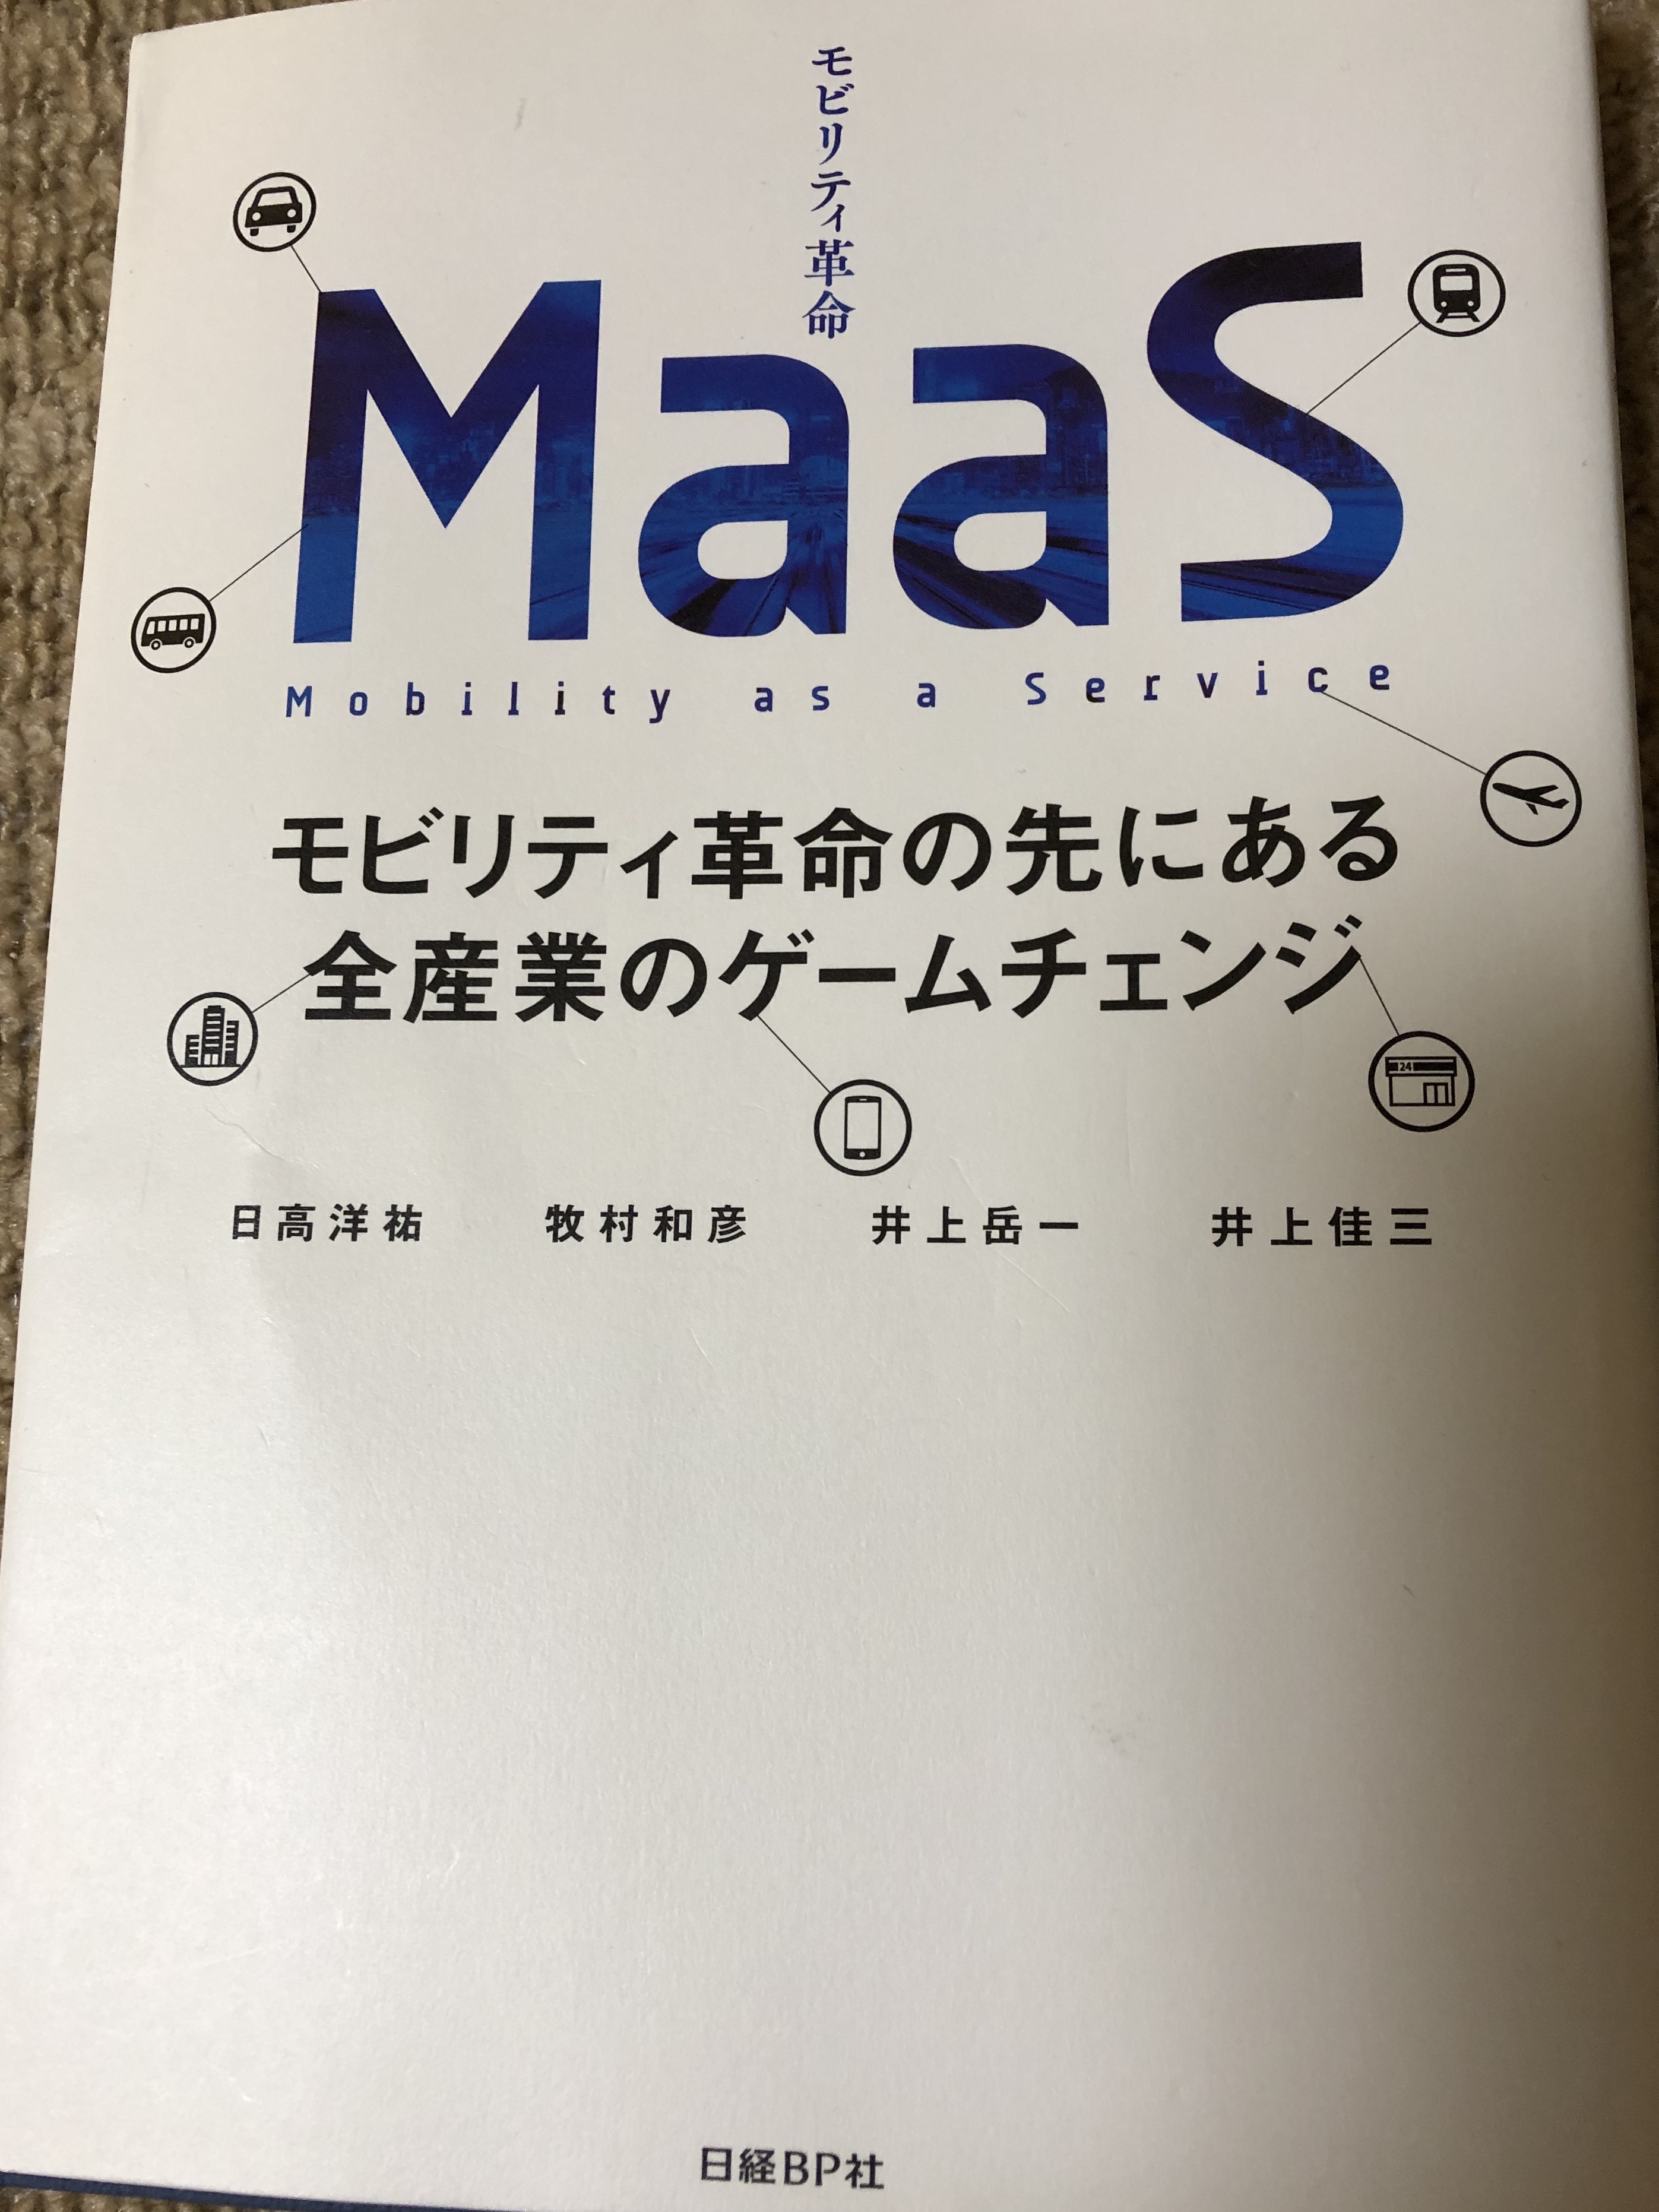 モビリティ革命
MaaS
Mobility as a Service
モビリティ革命の先にある
全産業のゲームチェンジ
24
日高洋祐 牧村和彦 井上岳一 井上佳三
日経BP社